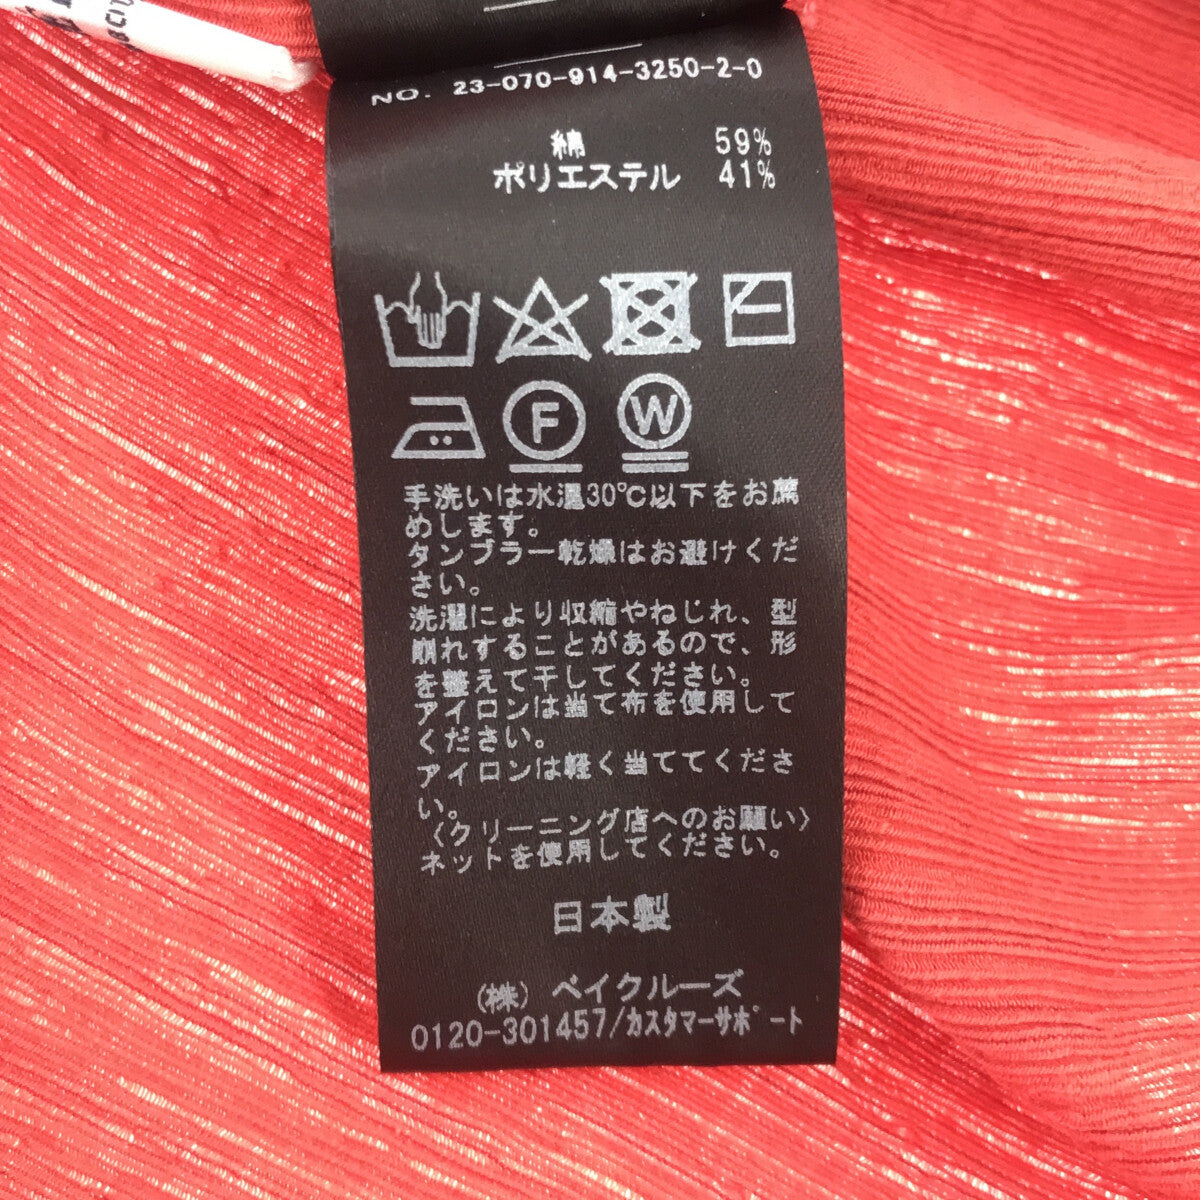 NO. 23-070-914-3250-2-0
綿 59%
ポリエステル 41%
F W
手洗いは水温30℃以下をお薦
めします。
タンブラー乾燥はお避けくだ
さい。
洗濯により収縮やねじれ、型
崩れすることがあるので、形
を整えて干してください。
アイロンは当て布を使用して
ください。
アイロンは軽く当ててくださ
い。
〈クリーニング店へのお願い〉
ネットを使用してください。
日本製
(株) ベイクルーズ
0120-301457/カスタマーサポート